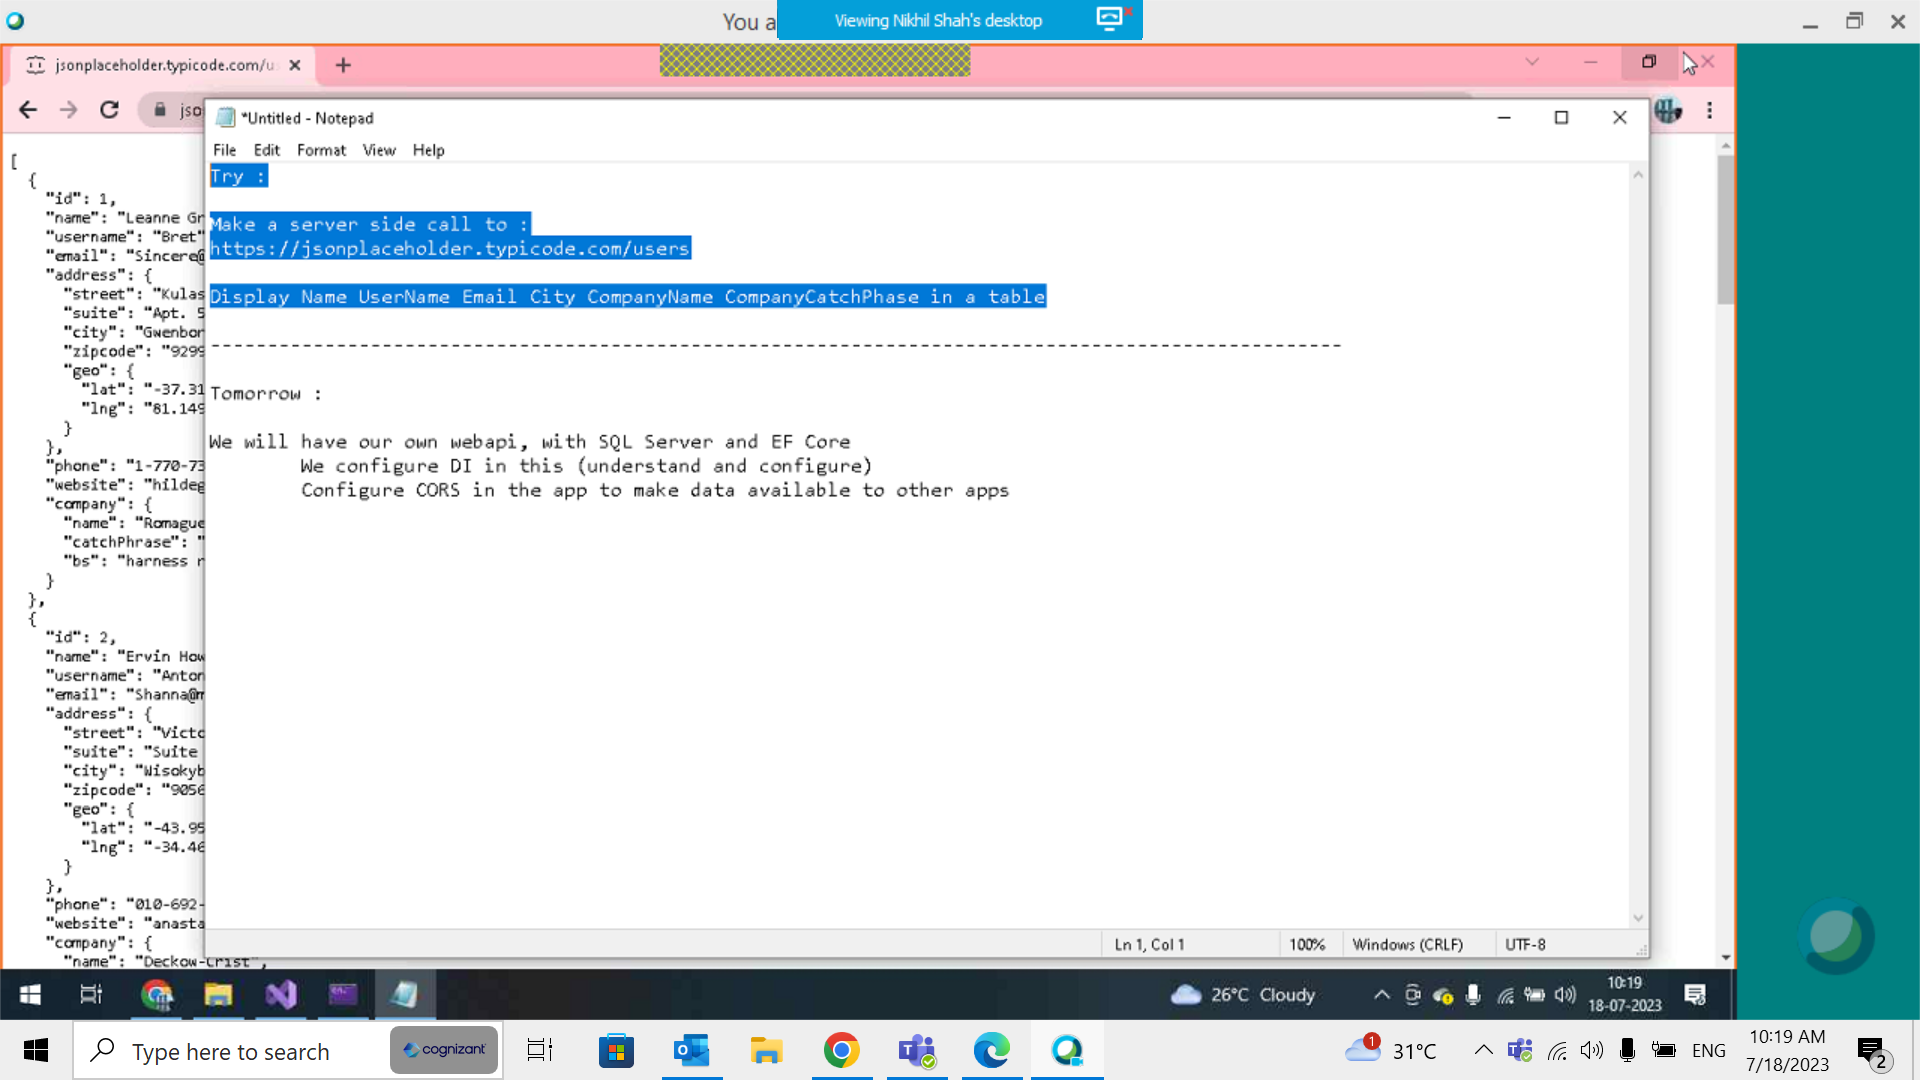 You a
Viewing Nikhil Shah's desktop
jsonplaceholder.typicode.com/u
jso
*Untitled - Notepad
File Edit Format View Help
Try :
Make a server side call to :
https://jsonplaceholder.typicode.com/users
Display Name UserName Email City CompanyName CompanyCatchPhase in a table
---------------------------------------------------------------------------------------------------
Tomorrow :
We will have our own webapi, with SQL Server and EF Core
We configure DI in this (understand and configure)
Configure CORS in the app to make data available to other apps
Ln 1, Col 1
100%
Windows (CRLF)
UTF-8
[
{
"id": 1,
"name": "Leanne Gr
"username": "Bret"
"email": "Sincere@
"address": {
"street": "Kulas
"suite": "Apt. 5
"city": "Gwenbor
"zipcode": "9299
"geo": {
"lat": "-37.31
"lng": "81.149
}
},
"phone": "1-770-73
"website": "hildeg
"company": {
"name": "Romague
"catchPhrase": "
"bs": "harness r
}
},
{
"id": 2,
"name": "Ervin How
"username": "Anton
"email": "Shanna@m
"address": {
"street": "Victo
"suite": "Suite
"city": "Wisokyb
"zipcode": "9056
"geo": {
"lat": "-43.95
"lng": "-34.46
}
},
"phone": "010-692-
"website": "anasta
"company": {
"name": "Deckow-Crist",
26°C Cloudy
10:19
18-07-2023
Type here to search
cognizant
1
31°C
ENG
10:19 AM
7/18/2023
2